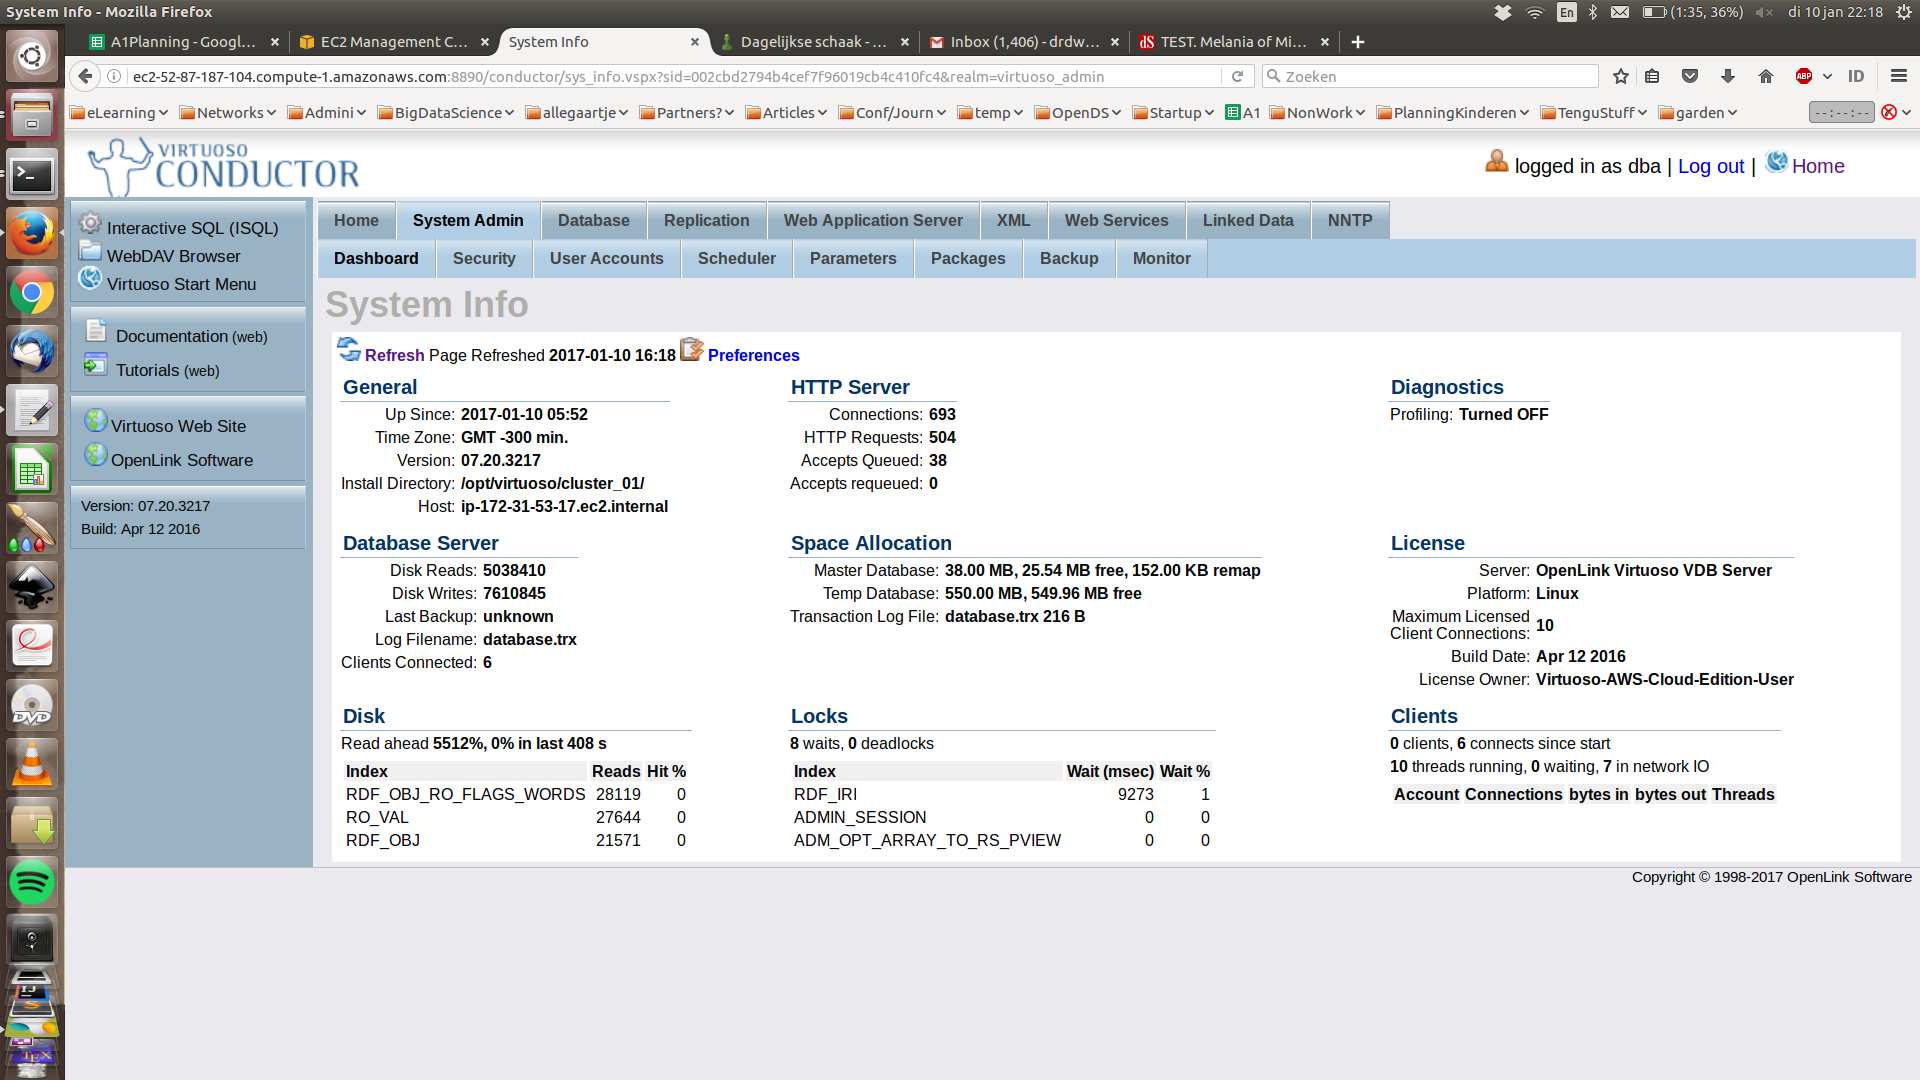 System Info - Mozilla Firefox
En
(1:35, 36%)
di 10 jan 22:18
A1Planning - Googl...
EC2 Management C...
System Info
Dagelijkse schaak - ...
Inbox (1,406) - drdw...
dS TEST. Melania of Mi...
ec2-52-87-187-104.compute-1.amazonaws.com:8890/conductor/sys_info.vspx?sid=002cbd2794b4cef7f96019cb4c410fc4&realm=virtuoso_admin
Zoeken
ABP
ID
eLearning
Networks
Admini
BigDataScience
allegaartje
Partners?
Articles
Conf/Journ
temp
OpenDS
Startup
A1
NonWork
PlanningKinderen
TenguStuff
garden
--:--:--
VIRTUOSO
CONDUCTOR
logged in as dba | Log out | Home
Interactive SQL (ISQL)
WebDAV Browser
Virtuoso Start Menu
Documentation (web)
Tutorials (web)
Virtuoso Web Site
OpenLink Software
Version: 07.20.3217
Build: Apr 12 2016
Home
System Admin
Database
Replication
Web Application Server
XML
Web Services
Linked Data
NNTP
Dashboard
Security
User Accounts
Scheduler
Parameters
Packages
Backup
Monitor
System Info
Refresh Page Refreshed 2017-01-10 16:18 Preferences
General
Up Since: 2017-01-10 05:52
Time Zone: GMT -300 min.
Version: 07.20.3217
Install Directory: /opt/virtuoso/cluster_01/
Host: ip-172-31-53-17.ec2.internal
HTTP Server
Connections: 693
HTTP Requests: 504
Accepts Queued: 38
Accepts requeued: 0
Diagnostics
Profiling: Turned OFF
Database Server
Disk Reads: 5038410
Disk Writes: 7610845
Last Backup: unknown
Log Filename: database.trx
Clients Connected: 6
Space Allocation
Master Database: 38.00 MB, 25.54 MB free, 152.00 KB remap
Temp Database: 550.00 MB, 549.96 MB free
Transaction Log File: database.trx 216 B
License
Server: OpenLink Virtuoso VDB Server
Platform: Linux
Maximum Licensed
Client Connections: 10
Build Date: Apr 12 2016
License Owner: Virtuoso-AWS-Cloud-Edition-User
Disk
Read ahead 5512%, 0% in last 408 s
Index Reads Hit %
RDF_OBJ_RO_FLAGS_WORDS 28119 0
RO_VAL 27644 0
RDF_OBJ 21571 0
Locks
8 waits, 0 deadlocks
Index Wait (msec) Wait %
RDF_IRI 9273 1
ADMIN_SESSION 0 0
ADM_OPT_ARRAY_TO_RS_PVIEW 0 0
Clients
0 clients, 6 connects since start
10 threads running, 0 waiting, 7 in network IO
Account Connections bytes in bytes out Threads
Copyright © 1998-2017 OpenLink Software
DVD
IJ
S
TEX